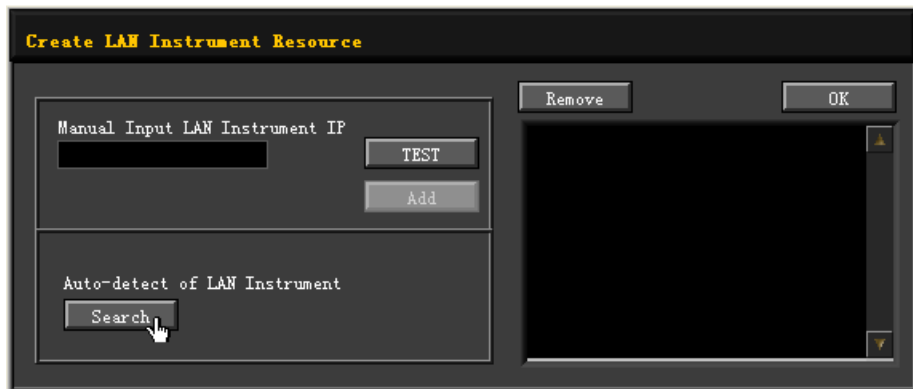 Create LAN Instrument Resource
Manual Input LAN Instrument IP
TEST
Add
Auto-detect of LAN Instrument
Search
Remove
OK